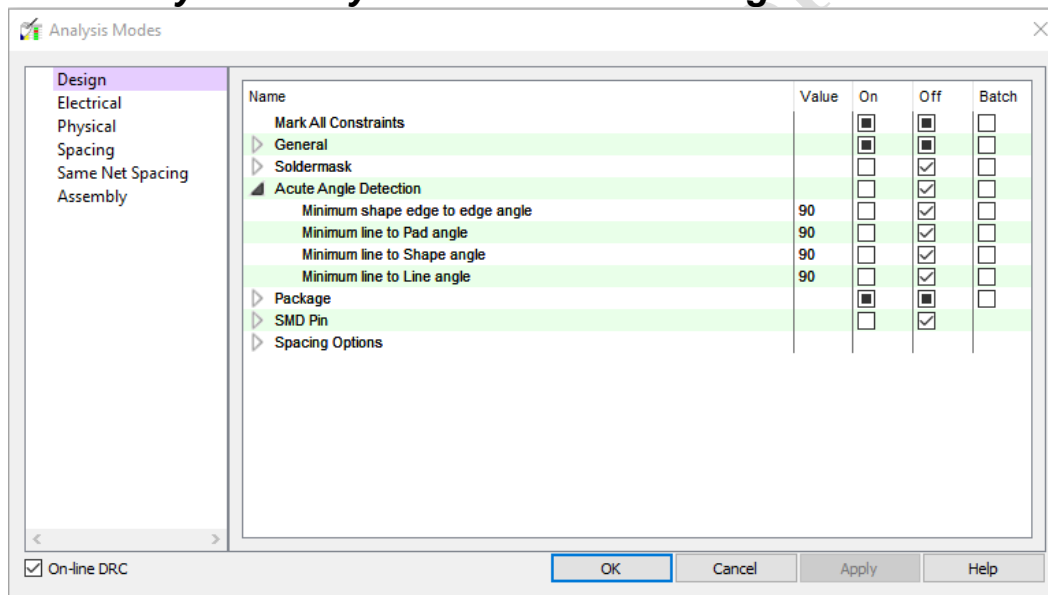 Analysis Modes
Design
Electrical
Physical
Spacing
Same Net Spacing
Assembly
Name Value On Off Batch
Mark All Constraints
General
Soldermask
Acute Angle Detection
Minimum shape edge to edge angle 90
Minimum line to Pad angle 90
Minimum line to Shape angle 90
Minimum line to Line angle 90
Package
SMD Pin
Spacing Options
On-line DRC OK Cancel Apply Help